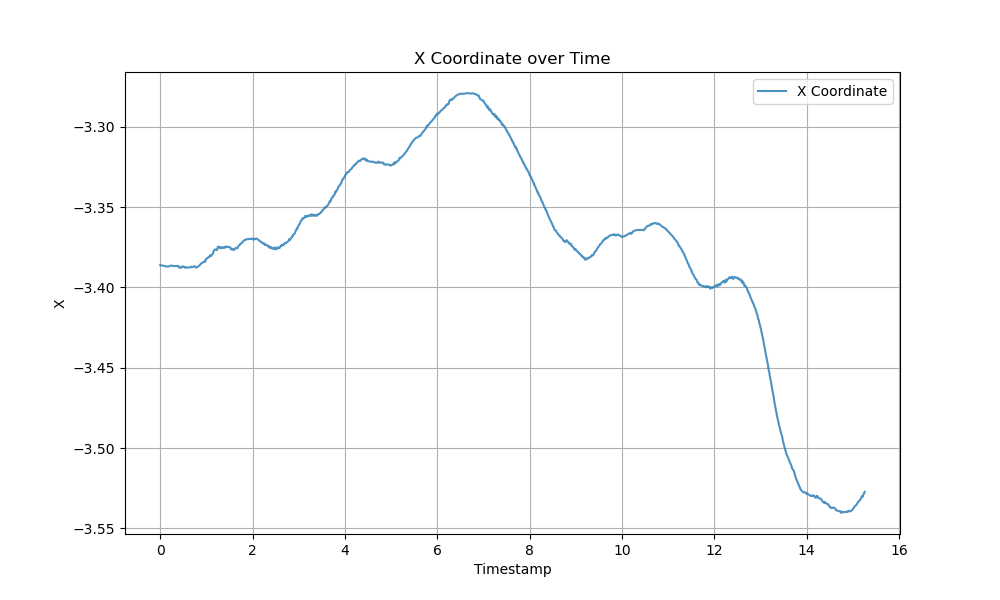 X Coordinate over Time
X Coordinate
−3.30
−3.35
−3.40
−3.45
−3.50
−3.55
X
0 2 4 6 8 10 12 14 16
Timestamp